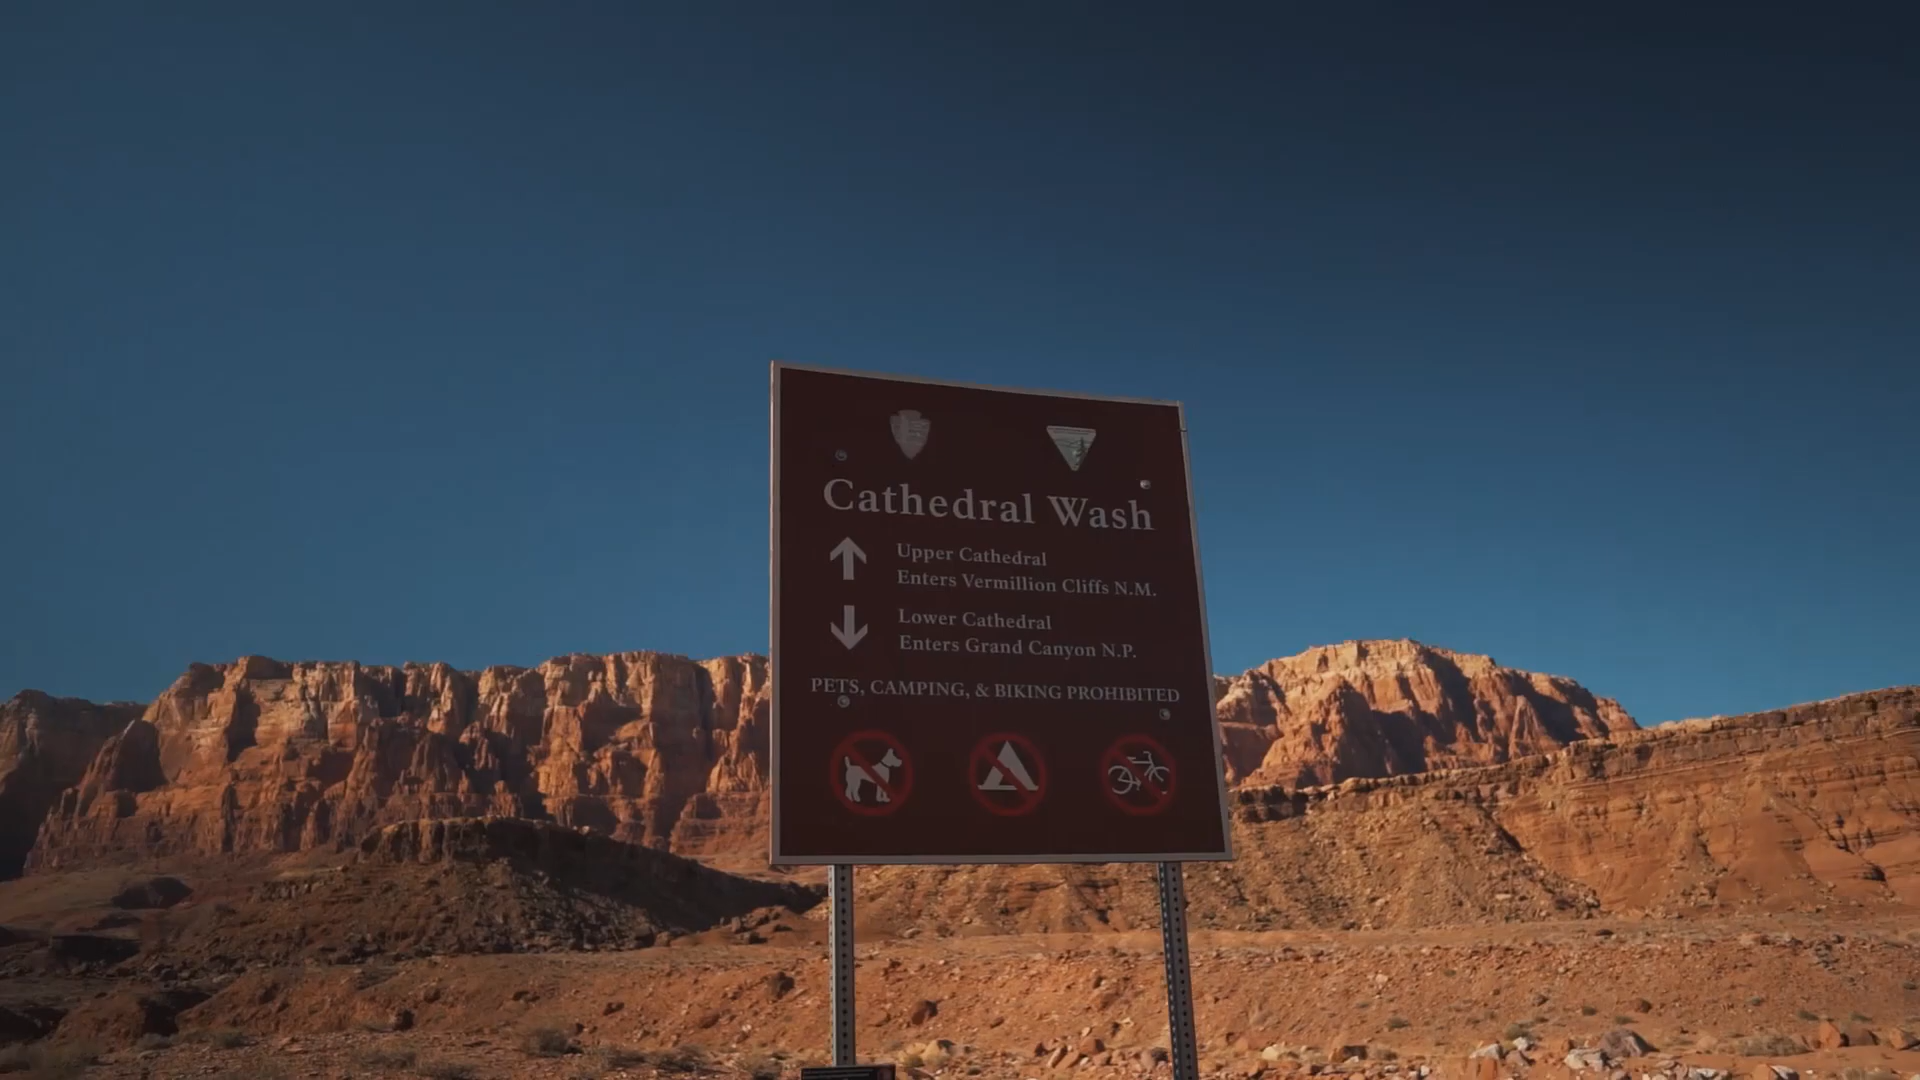 Cathedral Wash
Upper Cathedral
Enters Vermillion Cliffs N.M.
Lower Cathedral
Enters Grand Canyon N.P.
PETS, CAMPING, & BIKING PROHIBITED